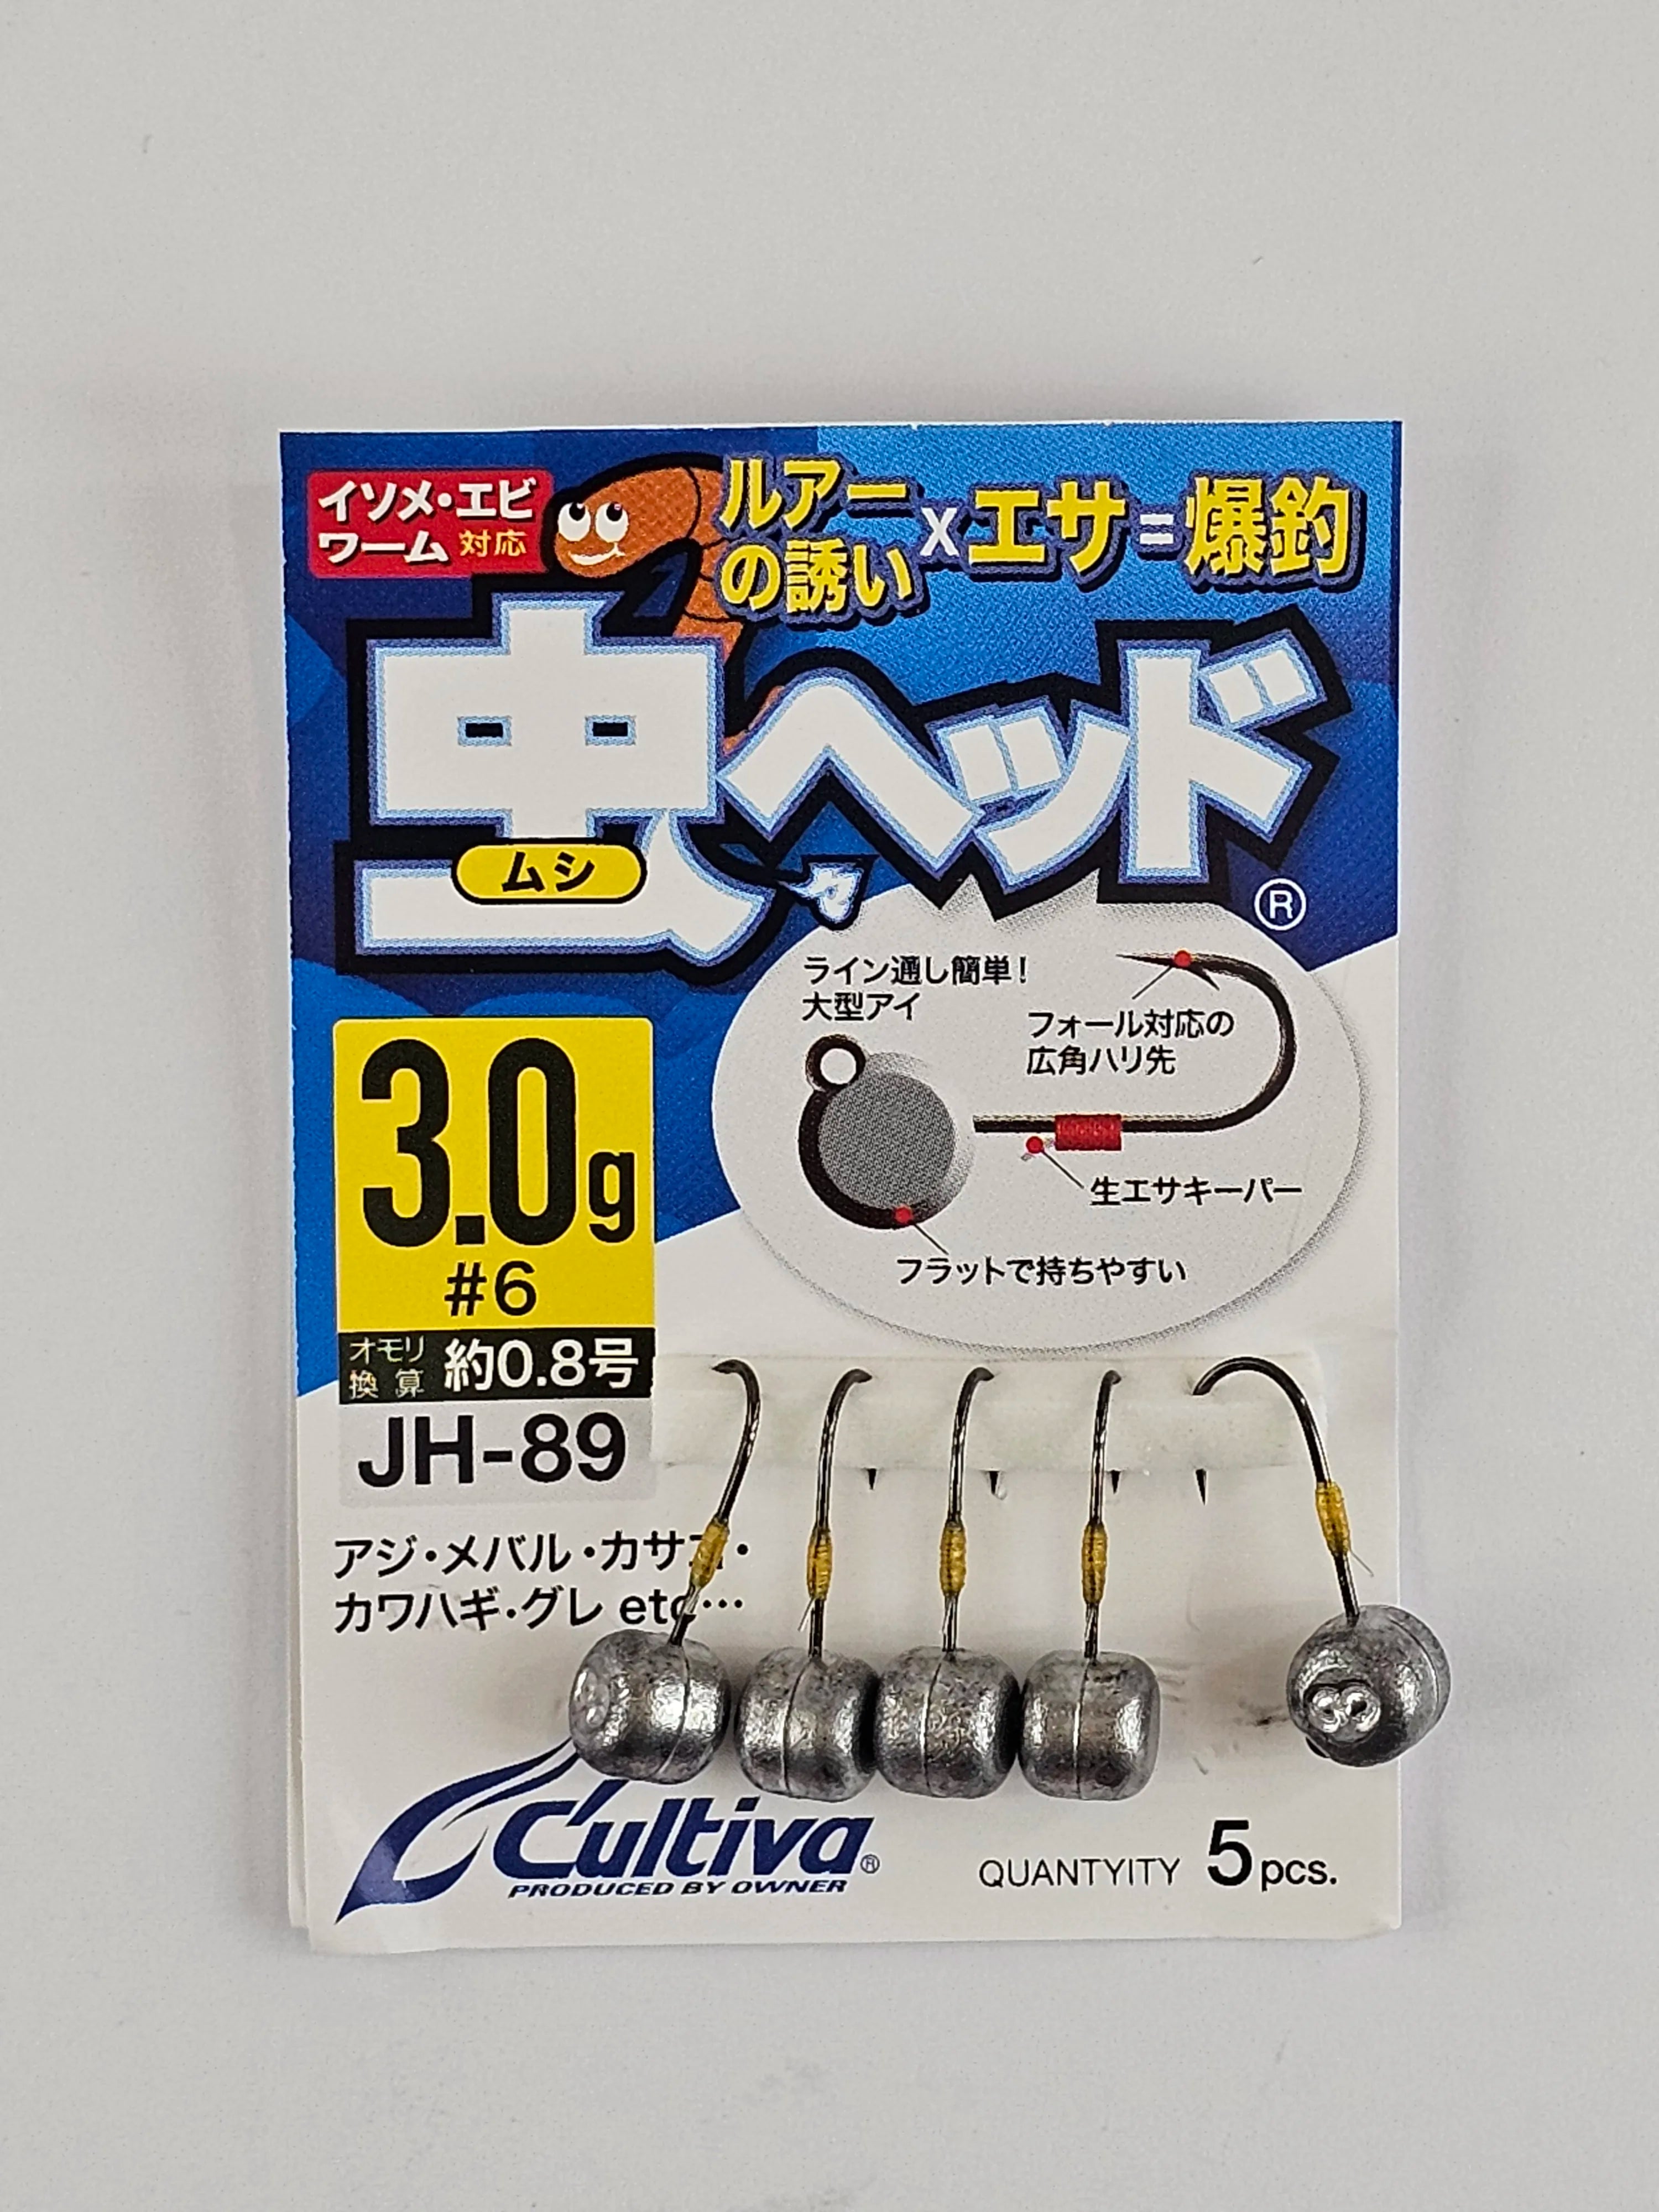 イソメ・エビ
ワーム 対応
ルアー
の誘い
x エサ = 爆釣
虫ヘッド
ムシ
®
ライン通し簡単!
大型アイ
フォール対応の
広角ハリ先
生エサキーパー
フラットで持ちやすい
3.0g
#6
オモリ
換算
約0.8号
JH-89
アジ・メバル・カサゴ・
カワハギ・グレ etc…
C'ultiva®
PRODUCED BY OWNER
QUANTYITY 5pcs.